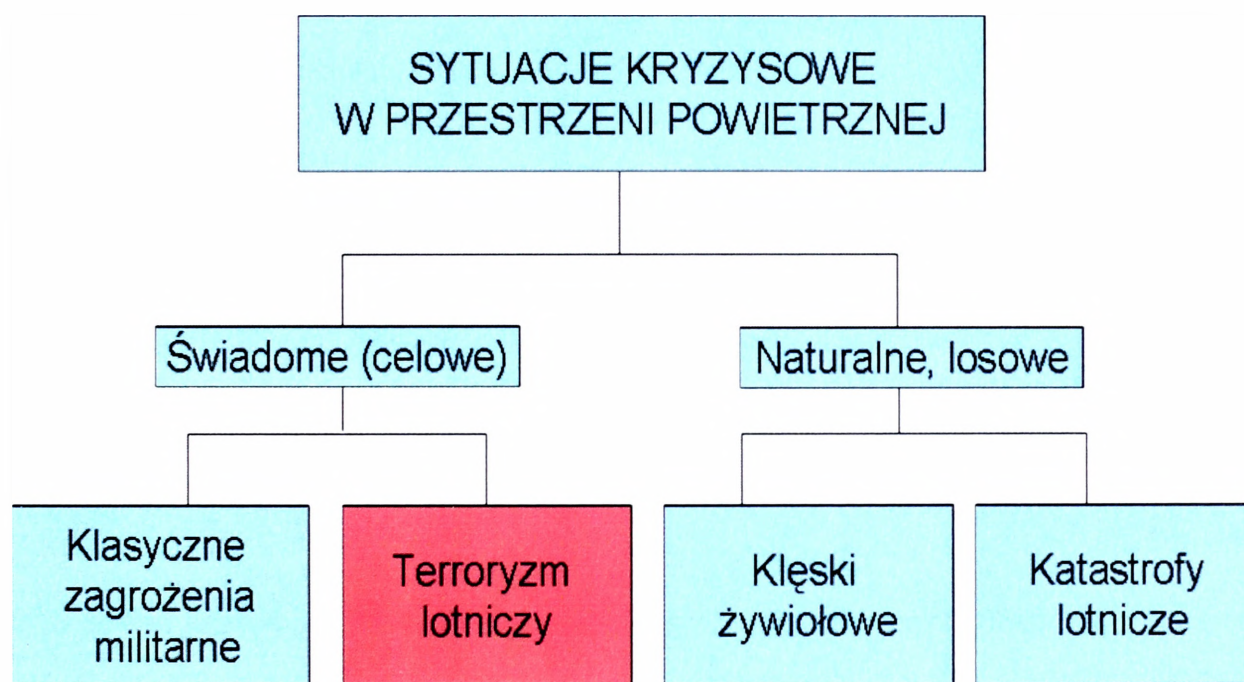 SYTUACJE KRYZYSOWE
W PRZESTRZENI POWIETRZNEJ
Świadome (celowe)
Naturalne, losowe
Klasyczne
zagrożenia
militarne
Terroryzm
lotniczy
Klęski
żywiołowe
Katastrofy
lotnicze